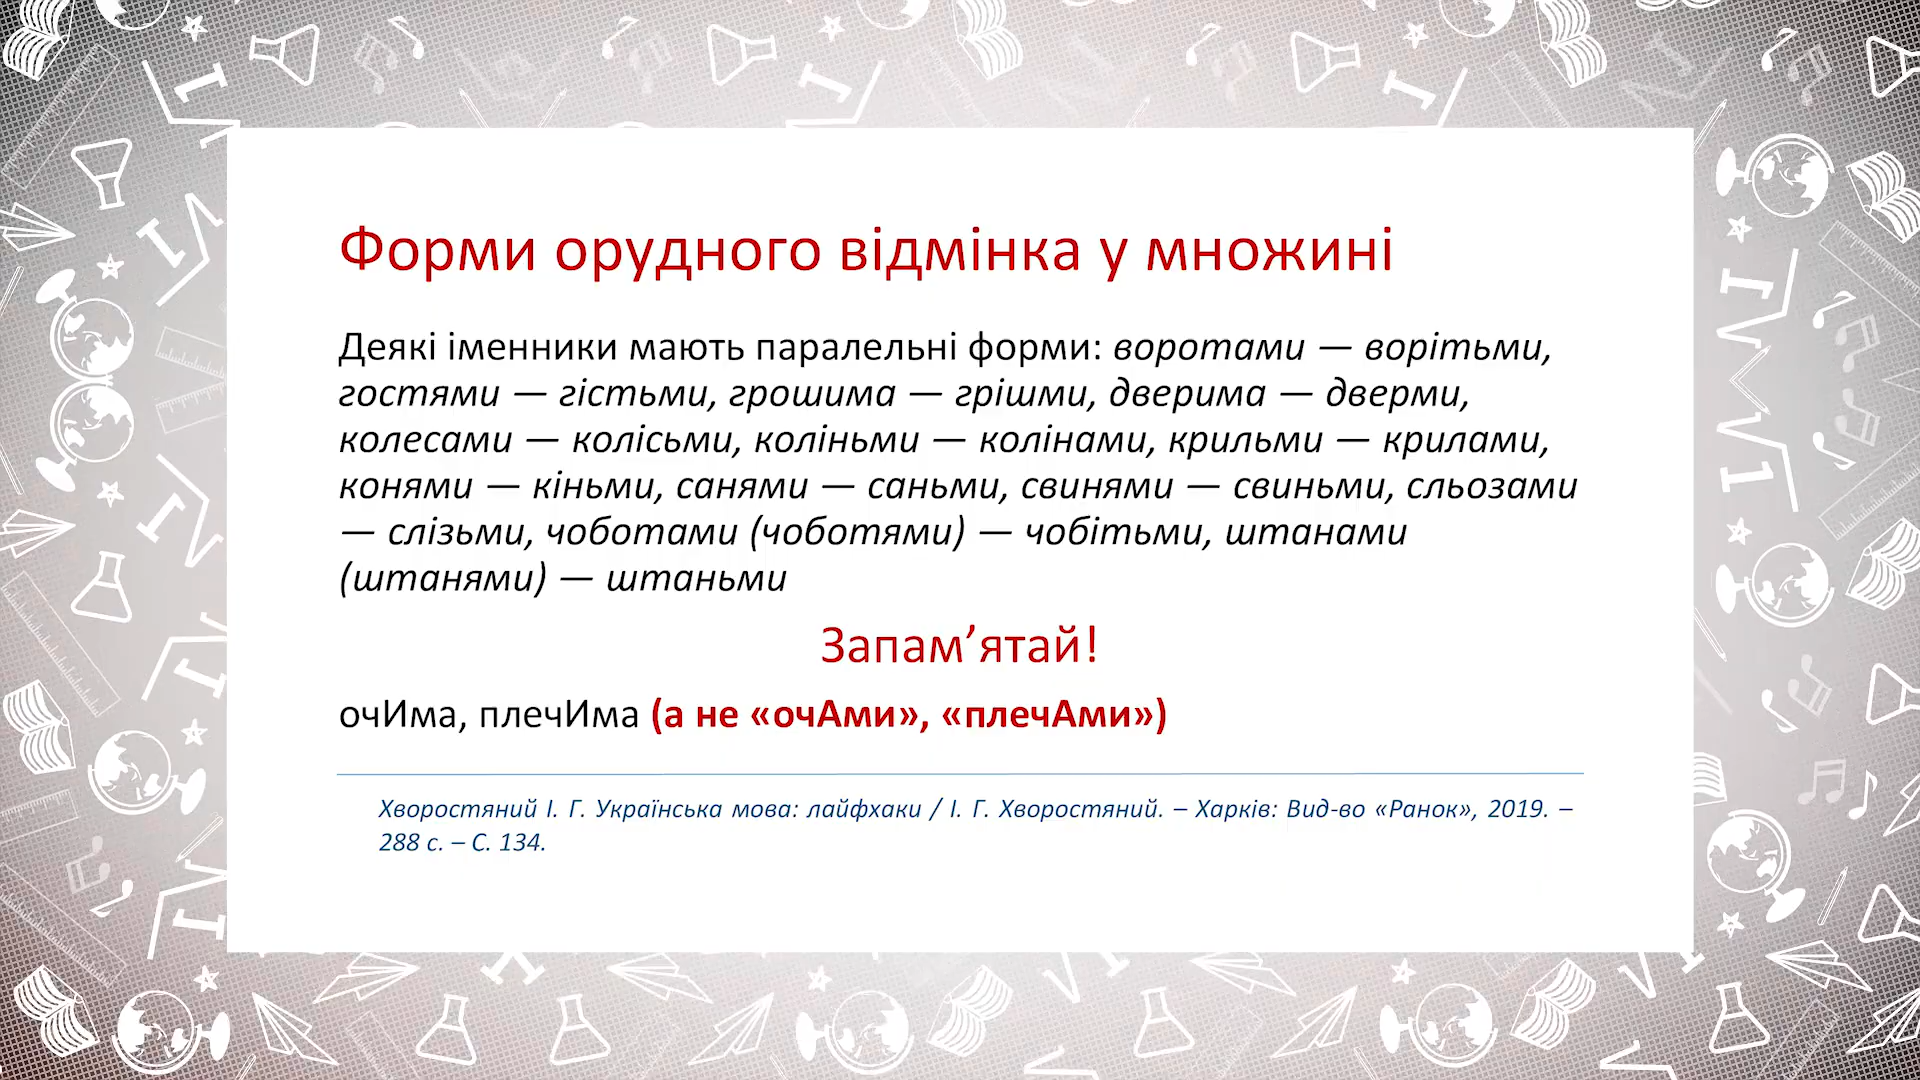 Форми орудного відмінка у множині
Деякі іменники мають паралельні форми: воротами — ворітьми,
гостями — гістьми, грошима — грішми, дверима — дверми,
колесами — колісьми, коліньми — колінами, крильми — крилами,
конями — кіньми, санями — саньми, свинями — свиньми, сльозами
— слізьми, чоботами (чоботями) — чобітьми, штанами
(штанями) — штаньми
Запам’ятай!
очИма, плечИма (а не «очАми», «плечАми»)
Хворостяний І. Г. Українська мова: лайфхаки / І. Г. Хворостяний. – Харків: Вид-во «Ранок», 2019. –
288 с. – С. 134.